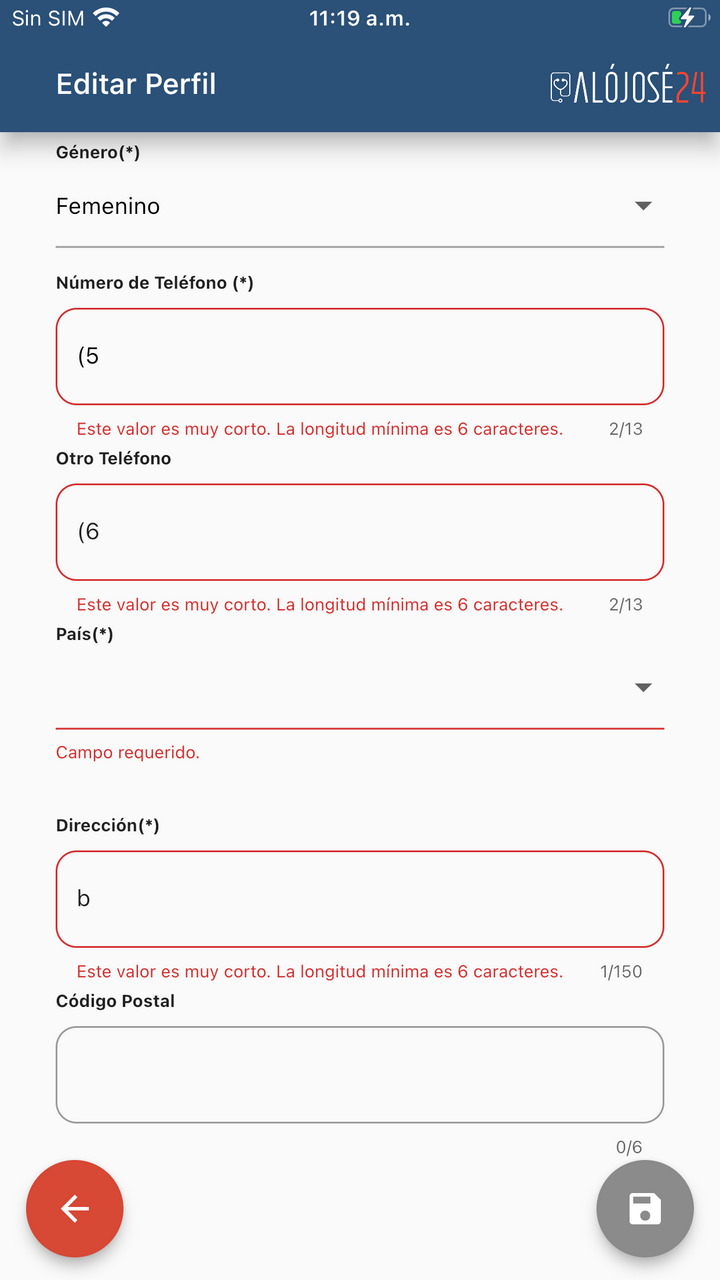 Sin SIM 11:19 a.m.
Editar Perfil ALÓJOSÉ24
Género(*)
Femenino
Número de Teléfono (*)
(5
Este valor es muy corto. La longitud mínima es 6 caracteres. 2/13
Otro Teléfono
(6
Este valor es muy corto. La longitud mínima es 6 caracteres. 2/13
País(*)
Campo requerido.
Dirección(*)
b
Este valor es muy corto. La longitud mínima es 6 caracteres. 1/150
Código Postal
0/6